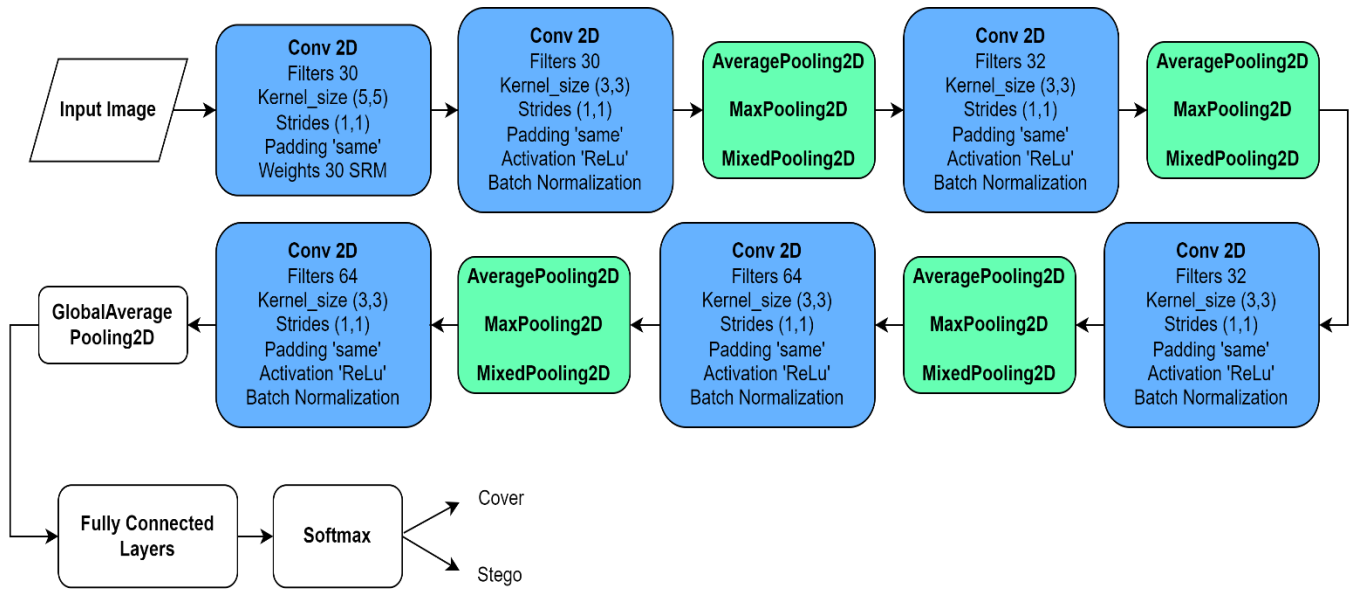 Input Image
Conv 2D
Filters 30
Kernel_size (5,5)
Strides (1,1)
Padding 'same'
Weights 30 SRM
Conv 2D
Filters 30
Kernel_size (3,3)
Strides (1,1)
Padding 'same'
Activation 'ReLu'
Batch Normalization
AveragePooling2D
MaxPooling2D
MixedPooling2D
Conv 2D
Filters 32
Kernel_size (3,3)
Strides (1,1)
Padding 'same'
Activation 'ReLu'
Batch Normalization
AveragePooling2D
MaxPooling2D
MixedPooling2D
Conv 2D
Filters 32
Kernel_size (3,3)
Strides (1,1)
Padding 'same'
Activation 'ReLu'
Batch Normalization
AveragePooling2D
MaxPooling2D
MixedPooling2D
Conv 2D
Filters 64
Kernel_size (3,3)
Strides (1,1)
Padding 'same'
Activation 'ReLu'
Batch Normalization
AveragePooling2D
MaxPooling2D
MixedPooling2D
Conv 2D
Filters 64
Kernel_size (3,3)
Strides (1,1)
Padding 'same'
Activation 'ReLu'
Batch Normalization
GlobalAverage
Pooling2D
Fully Connected
Layers
Softmax
Cover
Stego